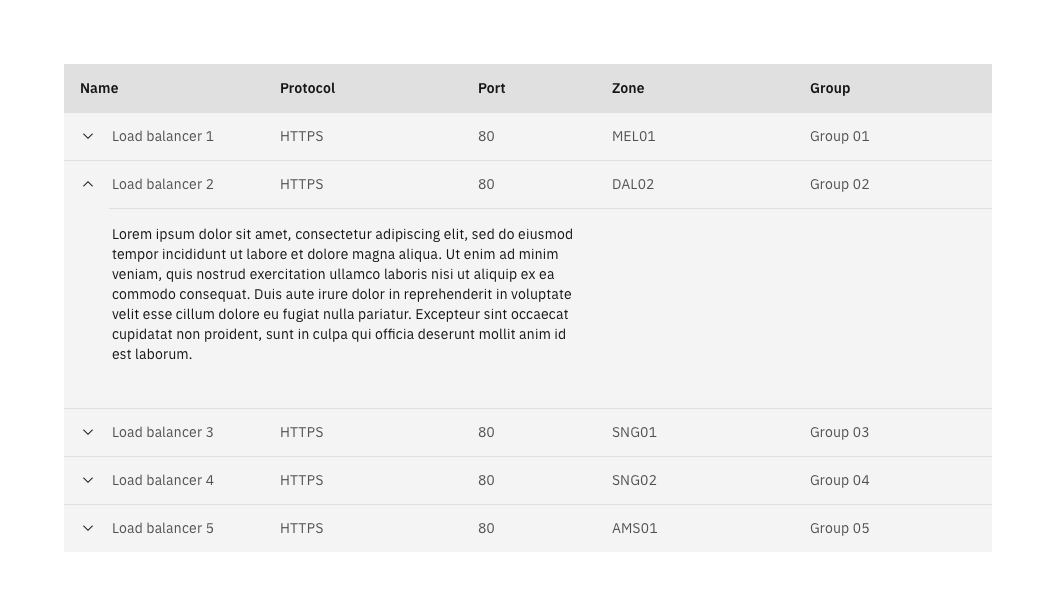 Name Protocol Port Zone Group
Load balancer 1 HTTPS 80 MEL01 Group 01
Load balancer 2 HTTPS 80 DAL02 Group 02
Lorem ipsum dolor sit amet, consectetur adipiscing elit, sed do eiusmod
tempor incididunt ut labore et dolore magna aliqua. Ut enim ad minim
veniam, quis nostrud exercitation ullamco laboris nisi ut aliquip ex ea
commodo consequat. Duis aute irure dolor in reprehenderit in voluptate
velit esse cillum dolore eu fugiat nulla pariatur. Excepteur sint occaecat
cupidatat non proident, sunt in culpa qui officia deserunt mollit anim id
est laborum.
Load balancer 3 HTTPS 80 SNG01 Group 03
Load balancer 4 HTTPS 80 SNG02 Group 04
Load balancer 5 HTTPS 80 AMS01 Group 05